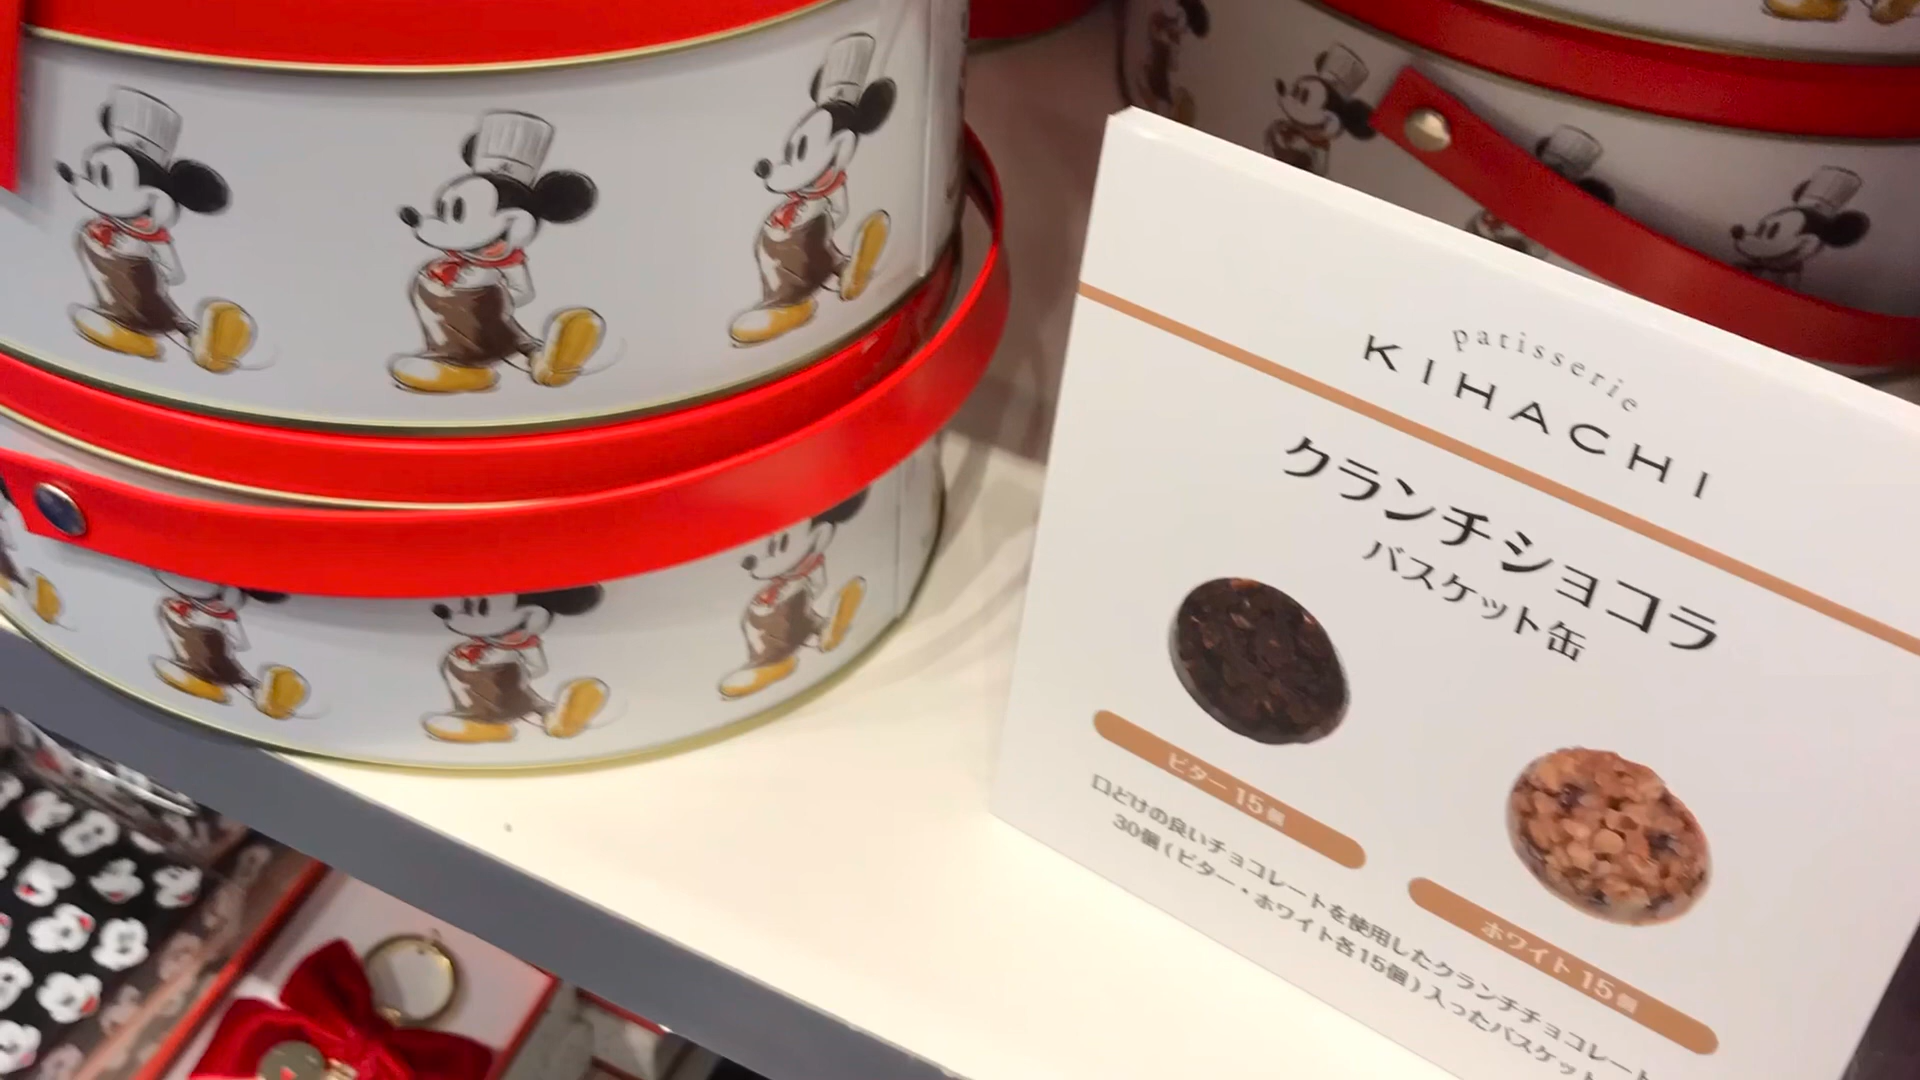 patisserie
KIHACHI
クランチショコラ
バスケット缶
ビター 15個
ホワイト 15個
口どけの良いチョコレートを使用したクランチチョコレート
30個（ビター・ホワイト各15個）入ったバスケット